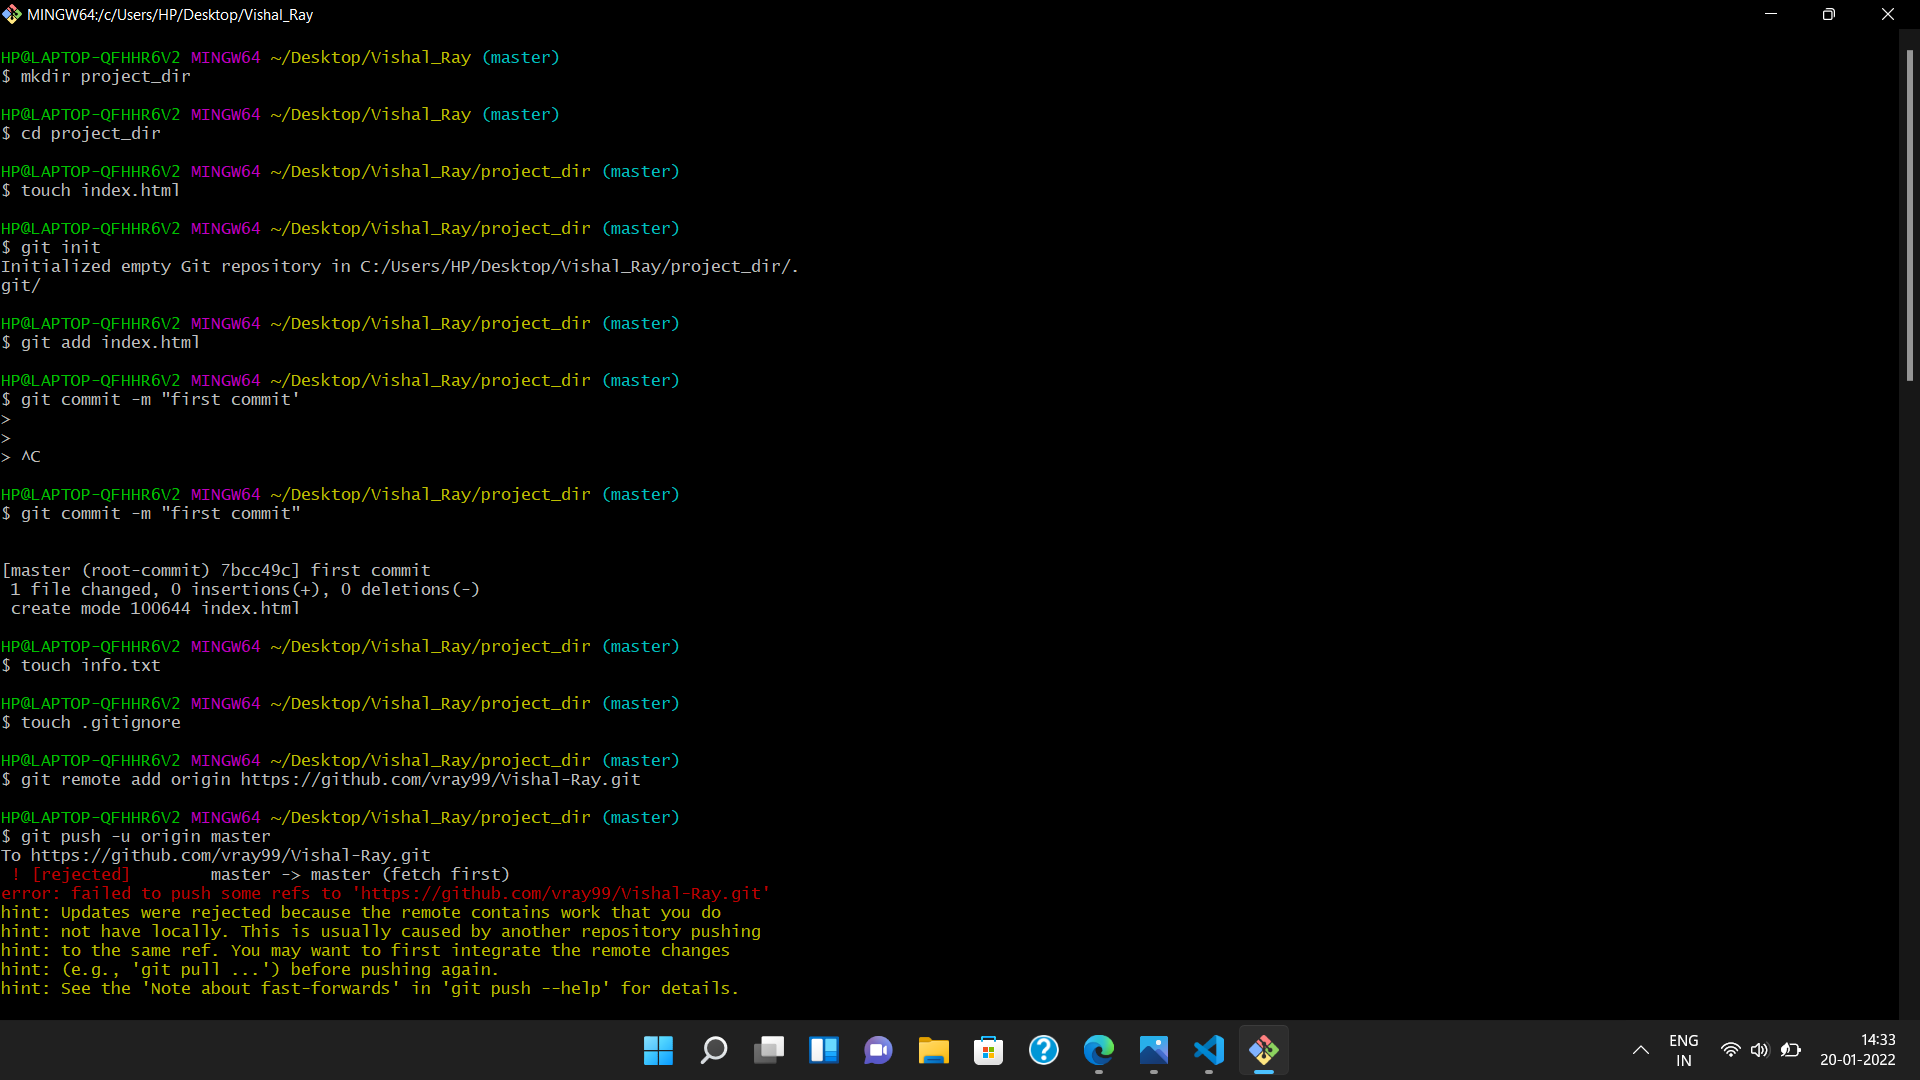 MINGW64:/c/Users/HP/Desktop/Vishal_Ray
HP@LAPTOP-QFHHR6V2 MINGW64 ~/Desktop/Vishal_Ray (master)
$ mkdir project_dir
HP@LAPTOP-QFHHR6V2 MINGW64 ~/Desktop/Vishal_Ray (master)
$ cd project_dir
HP@LAPTOP-QFHHR6V2 MINGW64 ~/Desktop/Vishal_Ray/project_dir (master)
$ touch index.html
HP@LAPTOP-QFHHR6V2 MINGW64 ~/Desktop/Vishal_Ray/project_dir (master)
$ git init
Initialized empty Git repository in C:/Users/HP/Desktop/Vishal_Ray/project_dir/.
git/
HP@LAPTOP-QFHHR6V2 MINGW64 ~/Desktop/Vishal_Ray/project_dir (master)
$ git add index.html
HP@LAPTOP-QFHHR6V2 MINGW64 ~/Desktop/Vishal_Ray/project_dir (master)
$ git commit -m "first commit'
>
>
> ^C
HP@LAPTOP-QFHHR6V2 MINGW64 ~/Desktop/Vishal_Ray/project_dir (master)
$ git commit -m "first commit"
[master (root-commit) 7bcc49c] first commit
1 file changed, 0 insertions(+), 0 deletions(-)
create mode 100644 index.html
HP@LAPTOP-QFHHR6V2 MINGW64 ~/Desktop/Vishal_Ray/project_dir (master)
$ touch info.txt
HP@LAPTOP-QFHHR6V2 MINGW64 ~/Desktop/Vishal_Ray/project_dir (master)
$ touch .gitignore
HP@LAPTOP-QFHHR6V2 MINGW64 ~/Desktop/Vishal_Ray/project_dir (master)
$ git remote add origin https://github.com/vray99/Vishal-Ray.git
HP@LAPTOP-QFHHR6V2 MINGW64 ~/Desktop/Vishal_Ray/project_dir (master)
$ git push -u origin master
To https://github.com/vray99/Vishal-Ray.git
! [rejected]        master -> master (fetch first)
error: failed to push some refs to 'https://github.com/vray99/Vishal-Ray.git'
hint: Updates were rejected because the remote contains work that you do
hint: not have locally. This is usually caused by another repository pushing
hint: to the same ref. You may want to first integrate the remote changes
hint: (e.g., 'git pull ...') before pushing again.
hint: See the 'Note about fast-forwards' in 'git push --help' for details.
ENG
IN
14:33
20-01-2022